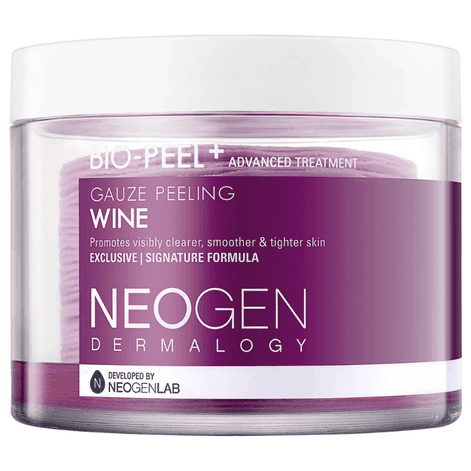 BIO-PEEL+ ADVANCED TREATMENT
GAUZE PEELING
WINE
Promotes visibly clearer, smoother & tighter skin
EXCLUSIVE | SIGNATURE FORMULA
NEOGEN
DERMALOGY
N
DEVELOPED BY
NEOGENLAB